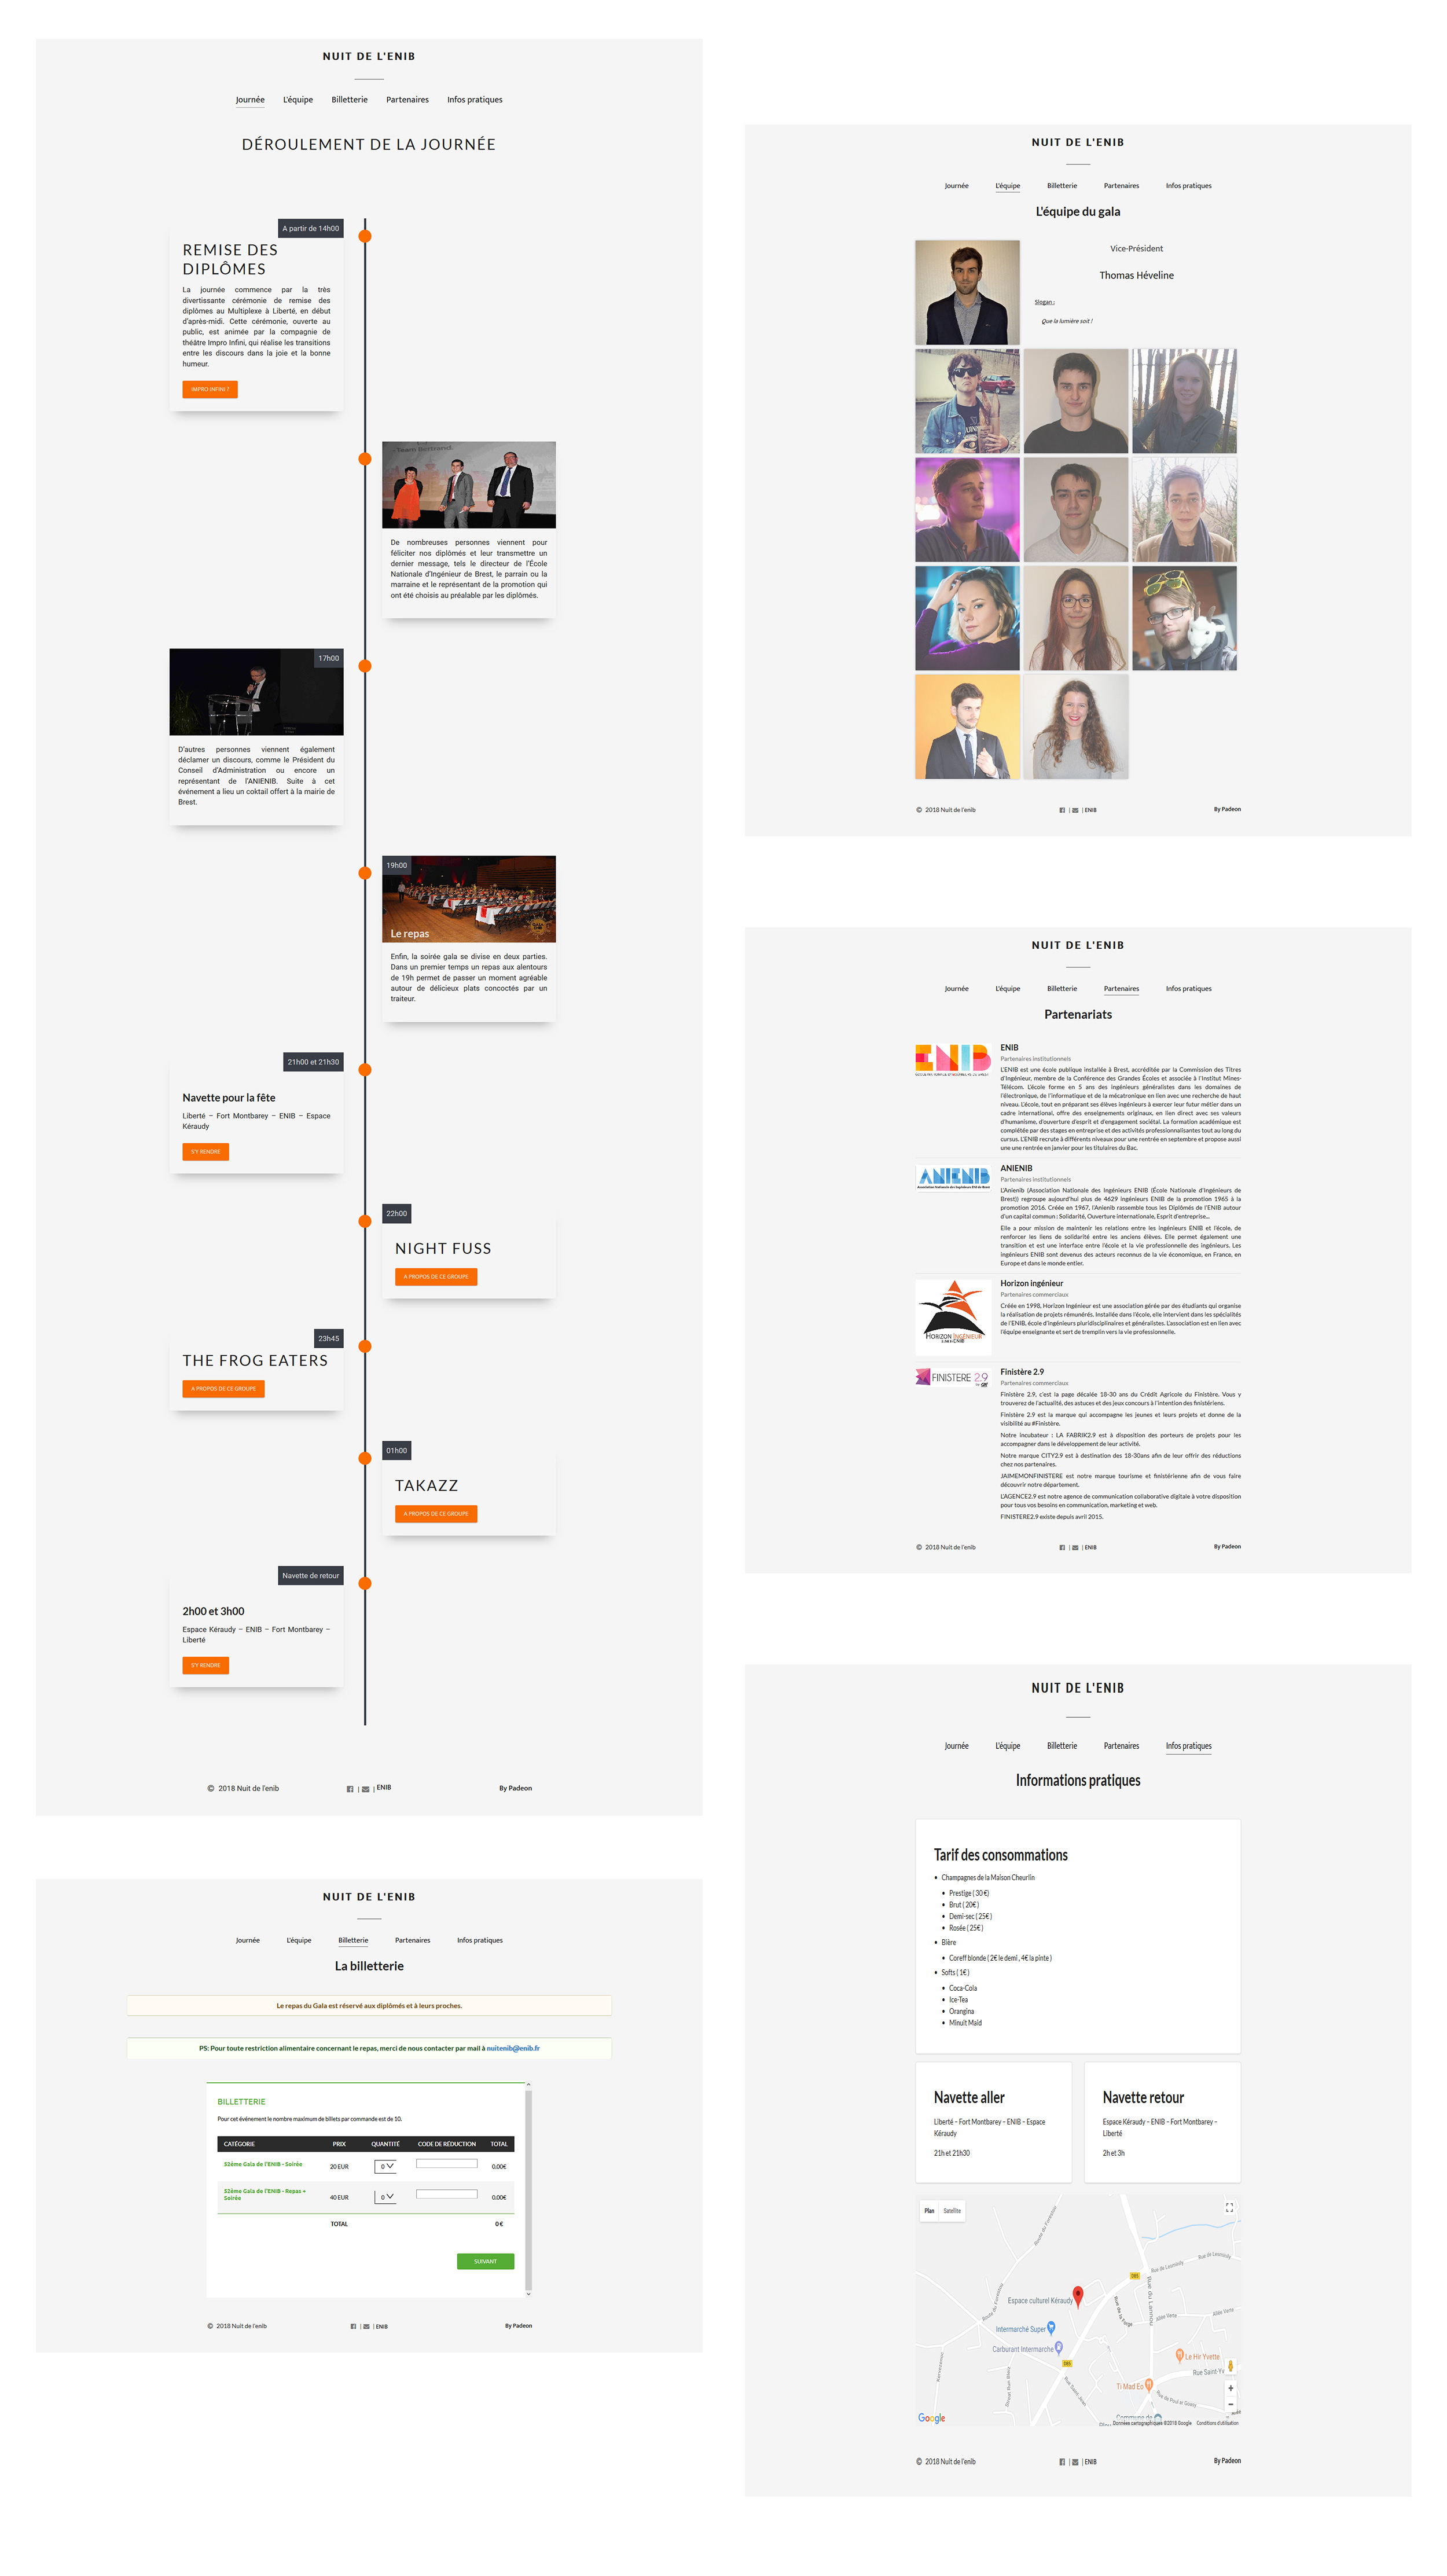 NUIT DE L'ENIB
Journée
L'équipe
Billetterie
Partenaires
Infos pratiques
DÉROULEMENT DE LA JOURNÉE
A partir de 14h00
REMISE DES
DIPLÔMES
La journée commence par la très
divertissante cérémonie de remise des
diplômes au Multiplexe à Liberté, en début
d'après-midi. Cette cérémonie, ouverte au
public, est animée par la compagnie de
théâtre Impro Infini, qui réalise les transitions
entre les discours dans la joie et la bonne
humeur.
IMPRO INFINI ?
De nombreuses personnes viennent pour
féliciter nos diplômés et leur transmettre un
dernier message, tels le directeur de l'École
Nationale d'Ingénieur de Brest, le parrain ou la
marraine et le représentant de la promotion qui
ont été choisis au préalable par les diplômés.
17h00
D'autres personnes viennent également
déclamer un discours, comme le Président du
Conseil d'Administration ou encore un
représentant de l'ANIENIB. Suite à cet
événement a lieu un coktail offert à la mairie de
Brest.
19h00
Le repas
Enfin, la soirée gala se divise en deux parties.
Dans un premier temps un repas aux alentours
de 19h permet de passer un moment agréable
autour de délicieux plats concoctés par un
traiteur.
21h00 et 21h30
Navette pour la fête
Liberté – Fort Montbarey – ENIB – Espace
Kéraudy
S'Y RENDRE
22h00
NIGHT FUSS
A PROPOS DE CE GROUPE
23h45
THE FROG EATERS
A PROPOS DE CE GROUPE
01h00
TAKAZZ
A PROPOS DE CE GROUPE
Navette de retour
2h00 et 3h00
Espace Kéraudy – ENIB – Fort Montbarey –
Liberté
S'Y RENDRE
© 2018 Nuit de l'enib
| | ENIB
By Padeon
NUIT DE L'ENIB
Journée
L'équipe
Billetterie
Partenaires
Infos pratiques
La billetterie
Le repas du Gala est réservé aux diplômés et à leurs proches.
PS: Pour toute restriction alimentaire concernant le repas, merci de nous contacter par mail à nuitenib@enib.fr
BILLETTERIE
Pour cet événement le nombre maximum de billets par commande est de 10.
CATÉGORIE PRIX QUANTITÉ CODE DE RÉDUCTION TOTAL
52ème Gala de l'ENIB - Soirée 20 EUR 0 0.00€
52ème Gala de l'ENIB - Repas +
Soirée 40 EUR 0 0.00€
TOTAL 0 €
SUIVANT
© 2018 Nuit de l'enib
| | ENIB
By Padeon
NUIT DE L'ENIB
Journée
L'équipe
Billetterie
Partenaires
Infos pratiques
L'équipe du gala
Vice-Président
Thomas Héveline
Slogan :
Que la lumière soit !
© 2018 Nuit de l'enib
| | ENIB
By Padeon
NUIT DE L'ENIB
Journée
L'équipe
Billetterie
Partenaires
Infos pratiques
Partenariats
ENIB
ENIB
Partenaires institutionnels
L'ENIB est une école publique installée à Brest, accréditée par la Commission des Titres
d'Ingénieur, membre de la Conférence des Grandes Écoles et associée à l'Institut Mines-
Télécom. L'école forme en 5 ans des ingénieurs généralistes dans les domaines de
l'électronique, de l'informatique et de la mécatronique en lien avec une recherche de haut
niveau. L'école, tout en préparant ses élèves ingénieurs à exercer leur futur métier dans un
cadre international, offre des enseignements originaux, en lien direct avec ses valeurs
d'humanisme, d'ouverture d'esprit et d'engagement sociétal. La formation académique est
complétée par des stages en entreprise et des activités professionnalisantes tout au long du
cursus. L'ENIB recrute à différents niveaux pour une rentrée en septembre et propose aussi
une une rentrée en janvier pour les titulaires du Bac.
ANIENIB
ANIENIB
Partenaires institutionnels
L'Anienib (Association Nationale des Ingénieurs ENIB (École Nationale d'Ingénieurs de
Brest)) regroupe aujourd'hui plus de 4629 ingénieurs ENIB de la promotion 1965 à la
promotion 2016. Créée en 1967, l'Anienib rassemble tous les Diplômés de l'ENIB autour
d'un capital commun : Solidarité, Ouverture internationale, Esprit d'entreprise...
Elle a pour mission de maintenir les relations entre les ingénieurs ENIB et l'école, de
renforcer les liens de solidarité entre les anciens élèves. Elle permet également une
transition et est une interface entre l'école et la vie professionnelle des ingénieurs. Les
ingénieurs ENIB sont devenus des acteurs reconnus de la vie économique, en France, en
Europe et dans le monde entier.
HORIZON INGÉNIEUR
Horizon ingénieur
Partenaires commerciaux
Créée en 1998, Horizon Ingénieur est une association gérée par des étudiants qui organise
la réalisation de projets rémunérés. Installée dans l'école, elle intervient dans les spécialités
de l'ENIB, école d'ingénieurs pluridisciplinaires et généralistes. L'association est en lien avec
l'équipe enseignante et sert de tremplin vers la vie professionnelle.
FINISTERE 2.9
Finistère 2.9
Partenaires commerciaux
Finistère 2.9, c'est la page décalée 18-30 ans du Crédit Agricole du Finistère. Vous y
trouverez de l'actualité, des astuces et des jeux concours à l'intention des finistériens.
Finistère 2.9 est la marque qui accompagne les jeunes et leurs projets et donne de la
visibilité au #Finistère.
Notre incubateur : LA FABRIK2.9 est à disposition des porteurs de projets pour les
accompagner dans le développement de leur activité.
Notre marque CITY2.9 est à destination des 18-30ans afin de leur offrir des réductions
chez nos partenaires.
JAIMEMONFINISTERE est notre marque tourisme et finistérienne afin de vous faire
découvrir notre département.
L'AGENCE2.9 est notre agence de communication collaborative digitale à votre disposition
pour tous vos besoins en communication, marketing et web.
FINISTERE2.9 existe depuis avril 2015.
© 2018 Nuit de l'enib
| | ENIB
By Padeon
NUIT DE L'ENIB
Journée
L'équipe
Billetterie
Partenaires
Infos pratiques
Informations pratiques
Tarif des consommations
• Champagnes de la Maison Cheurlin
• Prestige ( 30 €)
• Brut ( 20€ )
• Demi-sec ( 25€ )
• Rosée ( 25€ )
• Bière
• Coreff blonde ( 2€ le demi , 4€ la pinte )
• Softs ( 1€ )
• Coca-Cola
• Ice-Tea
• Orangina
• Minuit Maid
Navette aller
Liberté – Fort Montbarey – ENIB – Espace
Kéraudy
21h et 21h30
Navette retour
Espace Kéraudy – ENIB – Fort Montbarey –
Liberté
2h et 3h
Plan
Satellite
Route du Forestou
Rue de Lesmordy
Rue de Lesmordy
D85
Rue du Lannou
Espace culturel Kéraudy
Route du Forestou
Rue de la Forge
Allée Verte
Allée Verte
Intermarché Super
Carburant Intermarche
D85
Le Hir Yvette
Rue Saint-Yv
Ti Mad Eo
Google
Données cartographiques ©2018 Google
Conditions d'utilisation
© 2018 Nuit de l'enib
| | ENIB
By Padeon